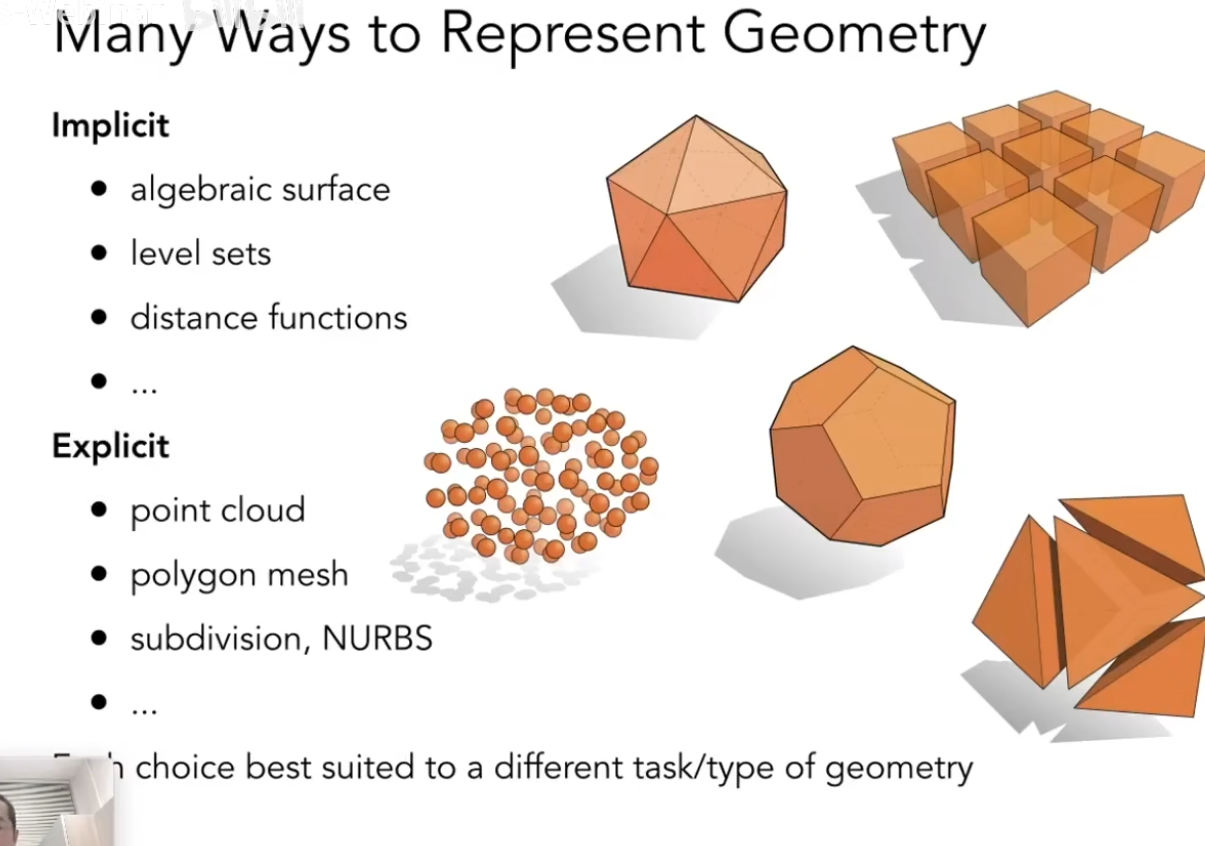 Many Ways to Represent Geometry
Implicit
• algebraic surface
• level sets
• distance functions
• ...
Explicit
• point cloud
• polygon mesh
• subdivision, NURBS
• ...
choice best suited to a different task/type of geometry